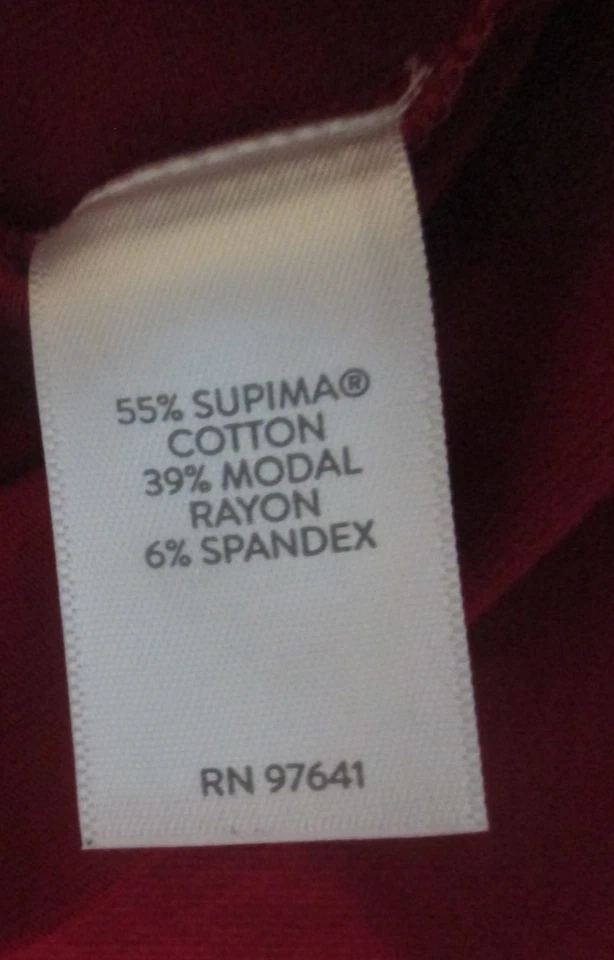 55% SUPIMA®
COTTON
39% MODAL
RAYON
6% SPANDEX
RN 97641